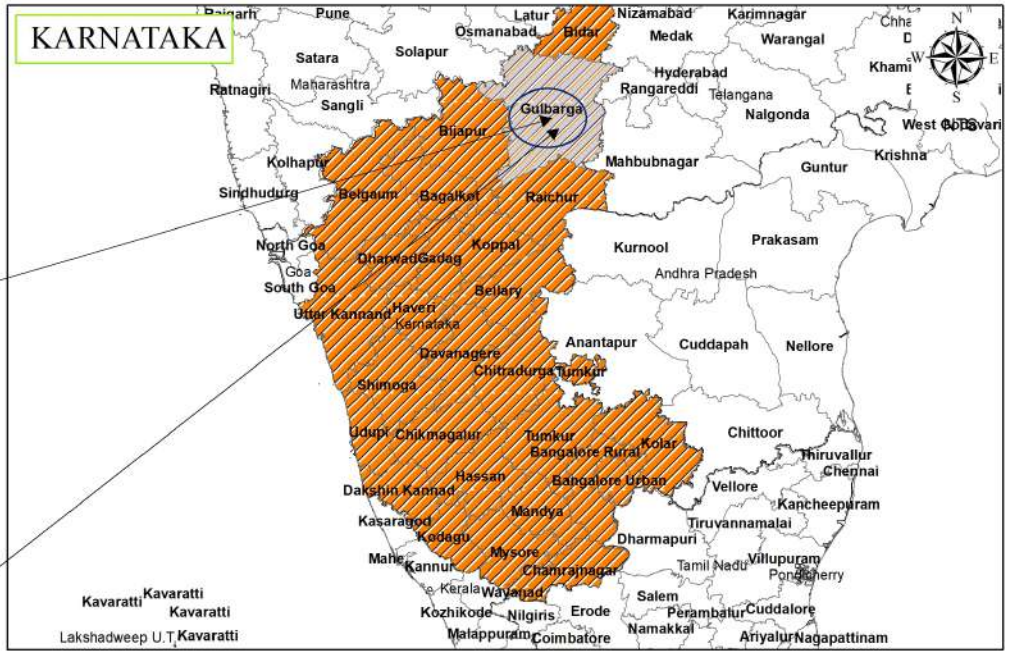 KARNATAKA
Raigarh
Pune
Latur
Nizamabad
Karimnagar
Osmanabad
Bidar
Medak
Warangal
N
Solapur
Satara
W
E
S
Maharashtra
Hyderabad
Ratnagiri
Rangareddi
Telangana
Sangli
Gulbarga
Nalgonda
Bijapur
Krishna
Kolhapur
Mahbubnagar
Guntur
Sindhudurg
Belgaum
Bagalkot
Raichur
North Goa
Koppal
Kurnool
Prakasam
Dharwad
Gadag
Goa
Andhra Pradesh
South Goa
Bellary
Uttar Kannand
Haveri
Karnataka
Anantapur
Cuddapah
Nellore
Davanagere
Chitradurga
Tumkur
Shimoga
Udupi
Chikmagalur
Tumkur
Kolar
Chittoor
Bangalore Rural
Thiruvallur
Chennai
Hassan
Bangalore Urban
Vellore
Dakshin Kannad
Kancheepuram
Mandya
Kasaragod
Tiruvannamalai
Kodagu
Dharmapuri
Mahe
Mysore
Villupuram
Kannur
Chamrajnagar
Tamil Nadu
Pondicherry
Kerala
Wayanad
Kavaratti
Kavaratti
Salem
Kavaratti
Kozhikode
Nilgiris
Erode
Perambalur
Cuddalore
Lakshadweep U.T.
Kavaratti
Malappuram
Coimbatore
Namakkal
Ariyalur
Nagapattinam